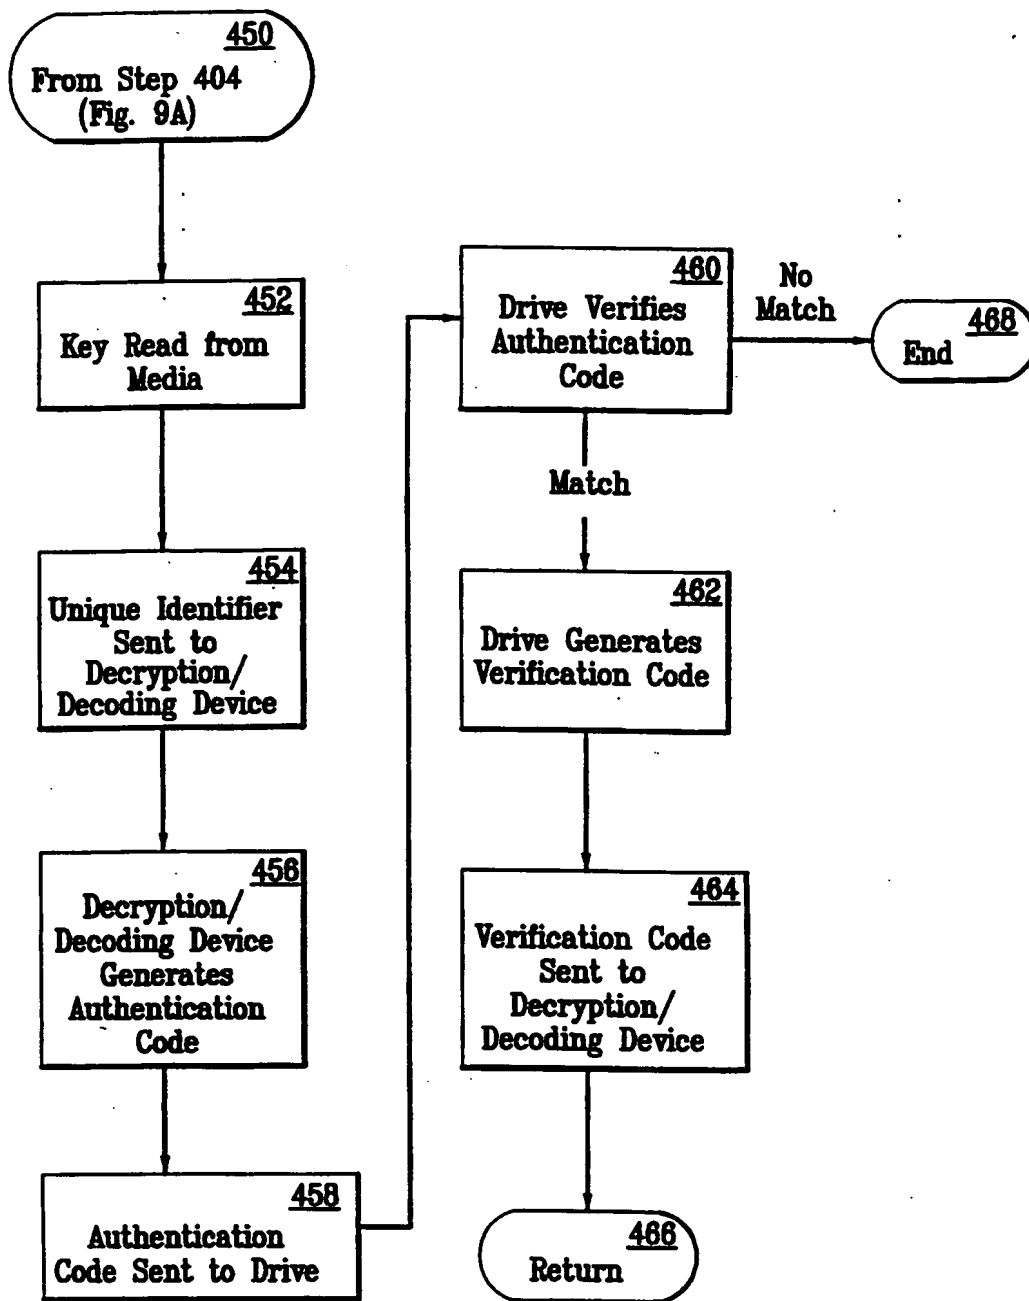 450
From Step 404
(Fig. 9A)
452
Key Read from
Media
454
Unique Identifier
Sent to
Decryption/
Decoding Device
456
Decryption/
Decoding Device
Generates
Authentication
Code
458
Authentication
Code Sent to Drive
460
Drive Verifies
Authentication
Code
No
Match
468
End
Match
462
Drive Generates
Verification Code
464
Verification Code
Sent to
Decryption/
Decoding Device
466
Return